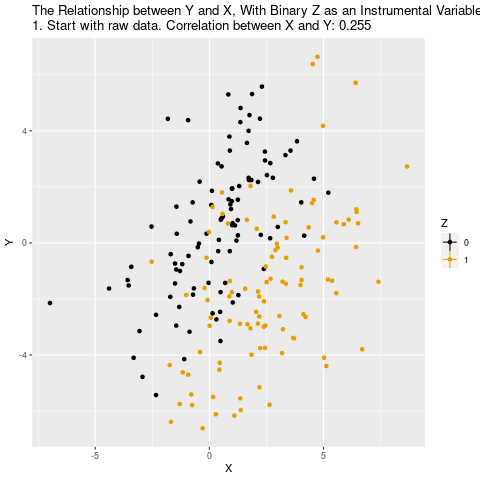 The Relationship between Y and X, With Binary Z as an Instrumental Variable
1. Start with raw data. Correlation between X and Y: 0.255
4
0
-4
Y
-5
0
5
X
Z
0
1